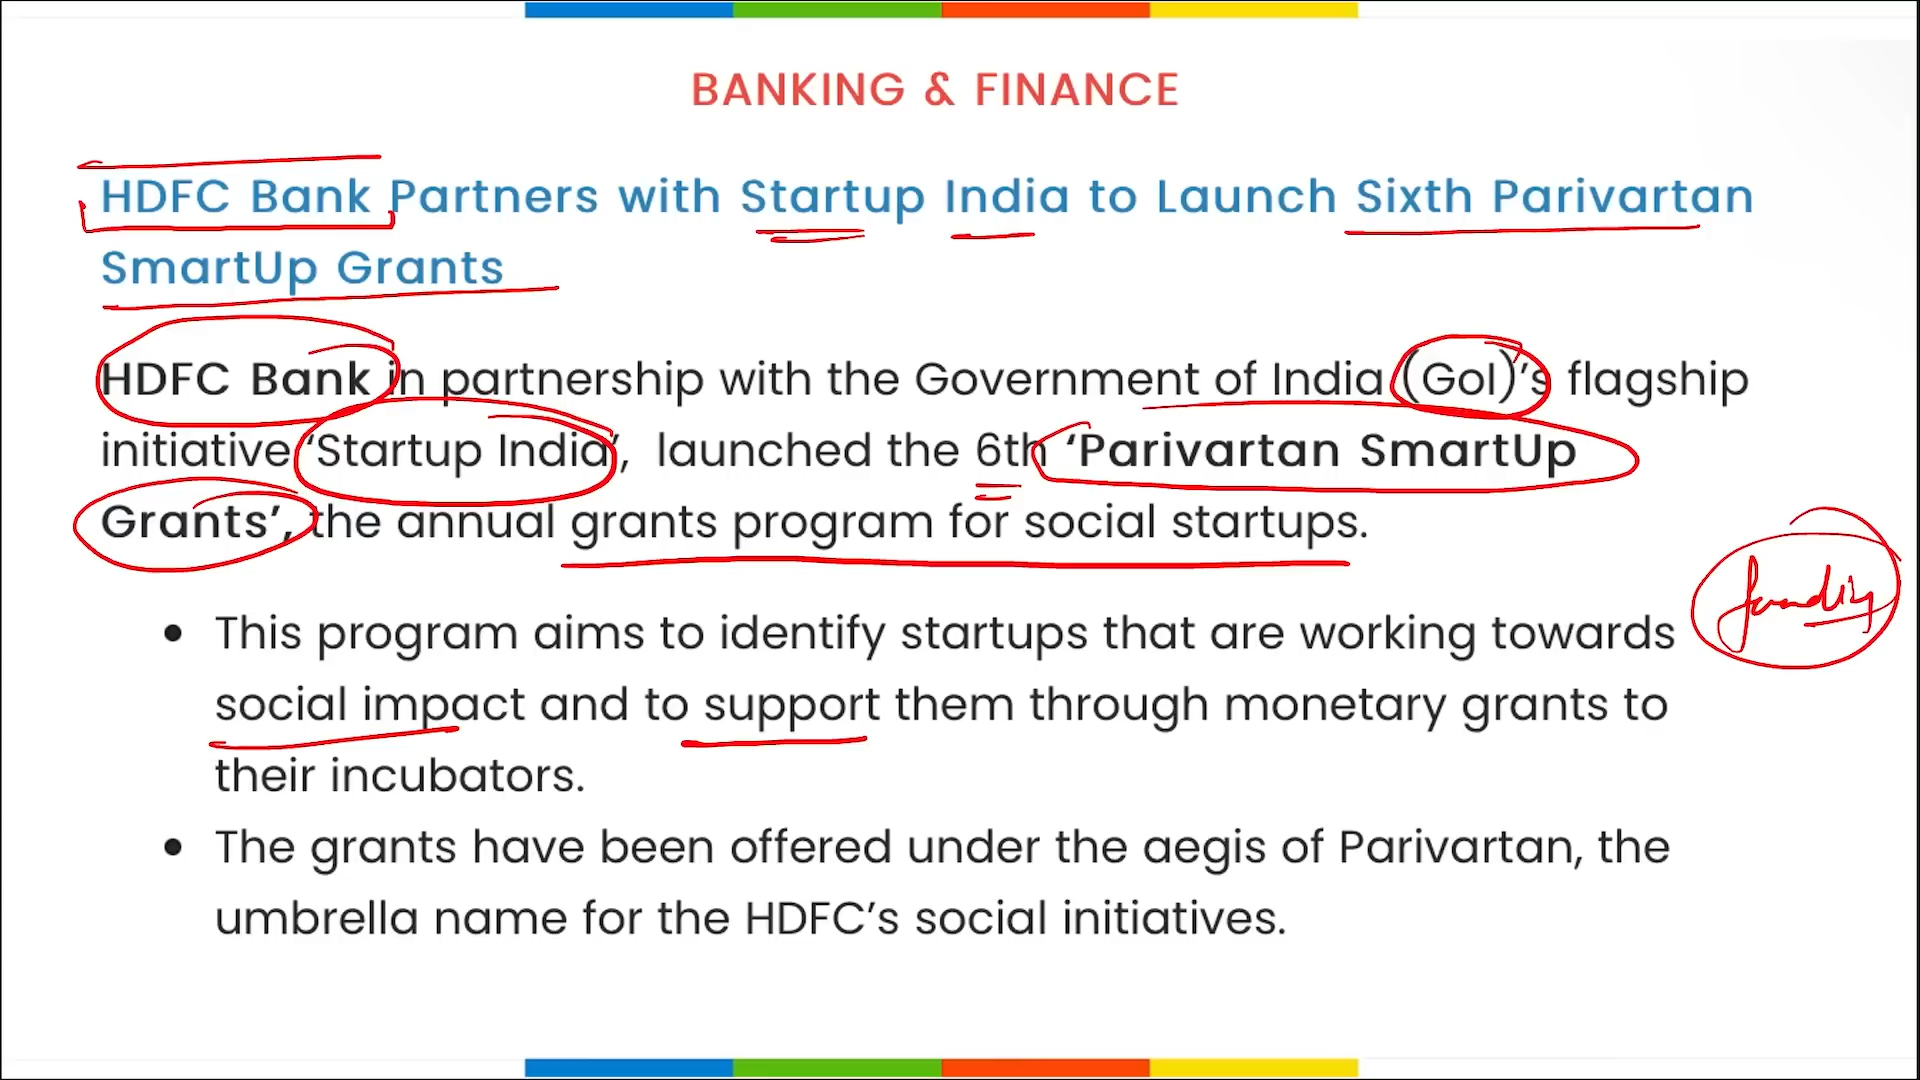 BANKING & FINANCE
HDFC Bank Partners with Startup India to Launch Sixth Parivartan
SmartUp Grants
HDFC Bank in partnership with the Government of India (GoI)’s flagship
initiative ‘Startup India’, launched the 6th ‘Parivartan SmartUp
Grants’, the annual grants program for social startups.
funding
• This program aims to identify startups that are working towards
social impact and to support them through monetary grants to
their incubators.
• The grants have been offered under the aegis of Parivartan, the
umbrella name for the HDFC’s social initiatives.